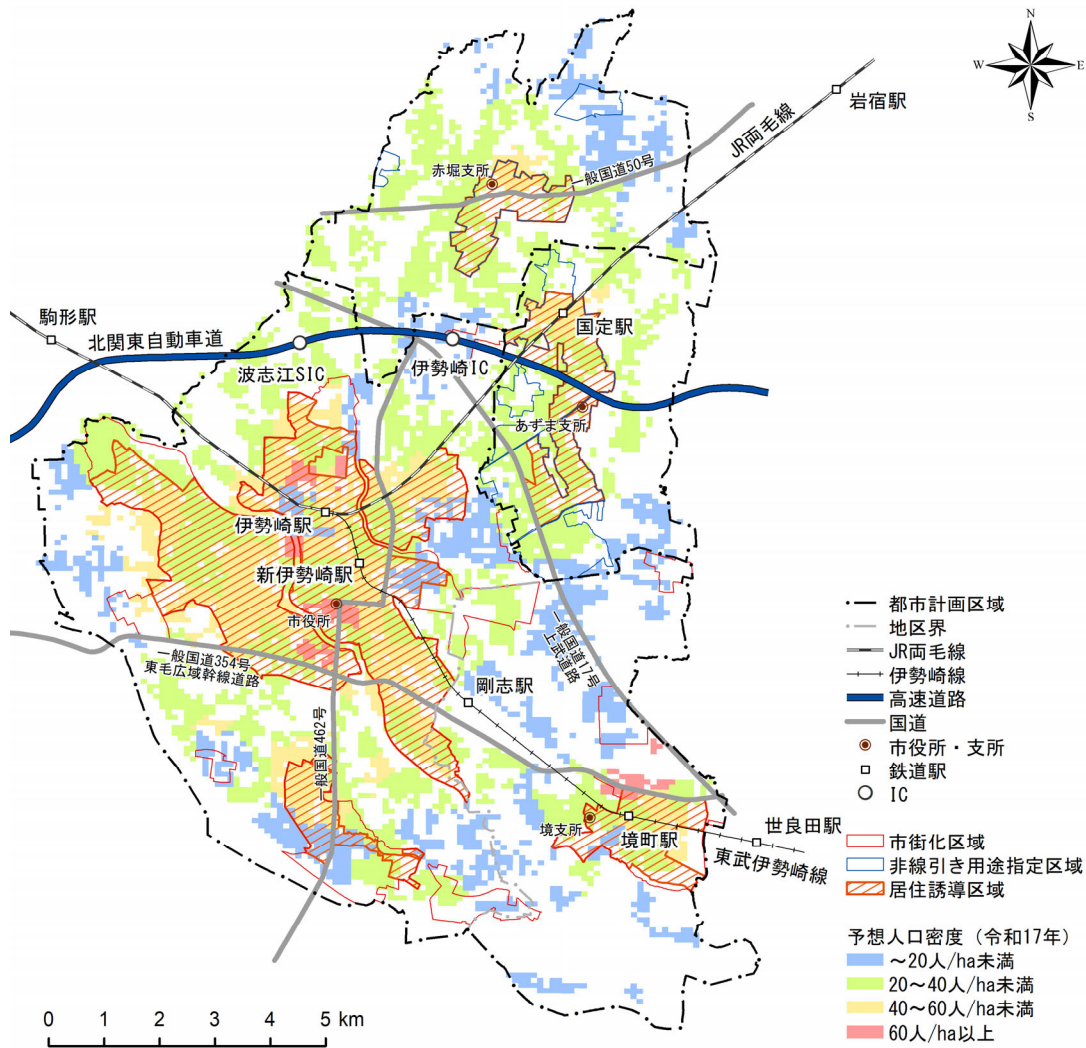 N
W
E
S
岩宿駅
JR両毛線
赤堀支所
一般国道50号
駒形駅
北関東自動車道
国定駅
波志江SIC
伊勢崎IC
あずま支所
伊勢崎駅
新伊勢崎駅
市役所
一般国道354号
東毛広域幹線道路
一般国道17号
上武道路
剛志駅
一般国道462号
境支所
境町駅
世良田駅
東武伊勢崎線
都市計画区域
地区界
JR両毛線
伊勢崎線
高速道路
国道
市役所・支所
鉄道駅
IC
市街化区域
非線引き用途指定区域
居住誘導区域
予想人口密度（令和17年）
～20人/ha未満
20～40人/ha未満
40～60人/ha未満
60人/ha以上
0 1 2 3 4 5 km